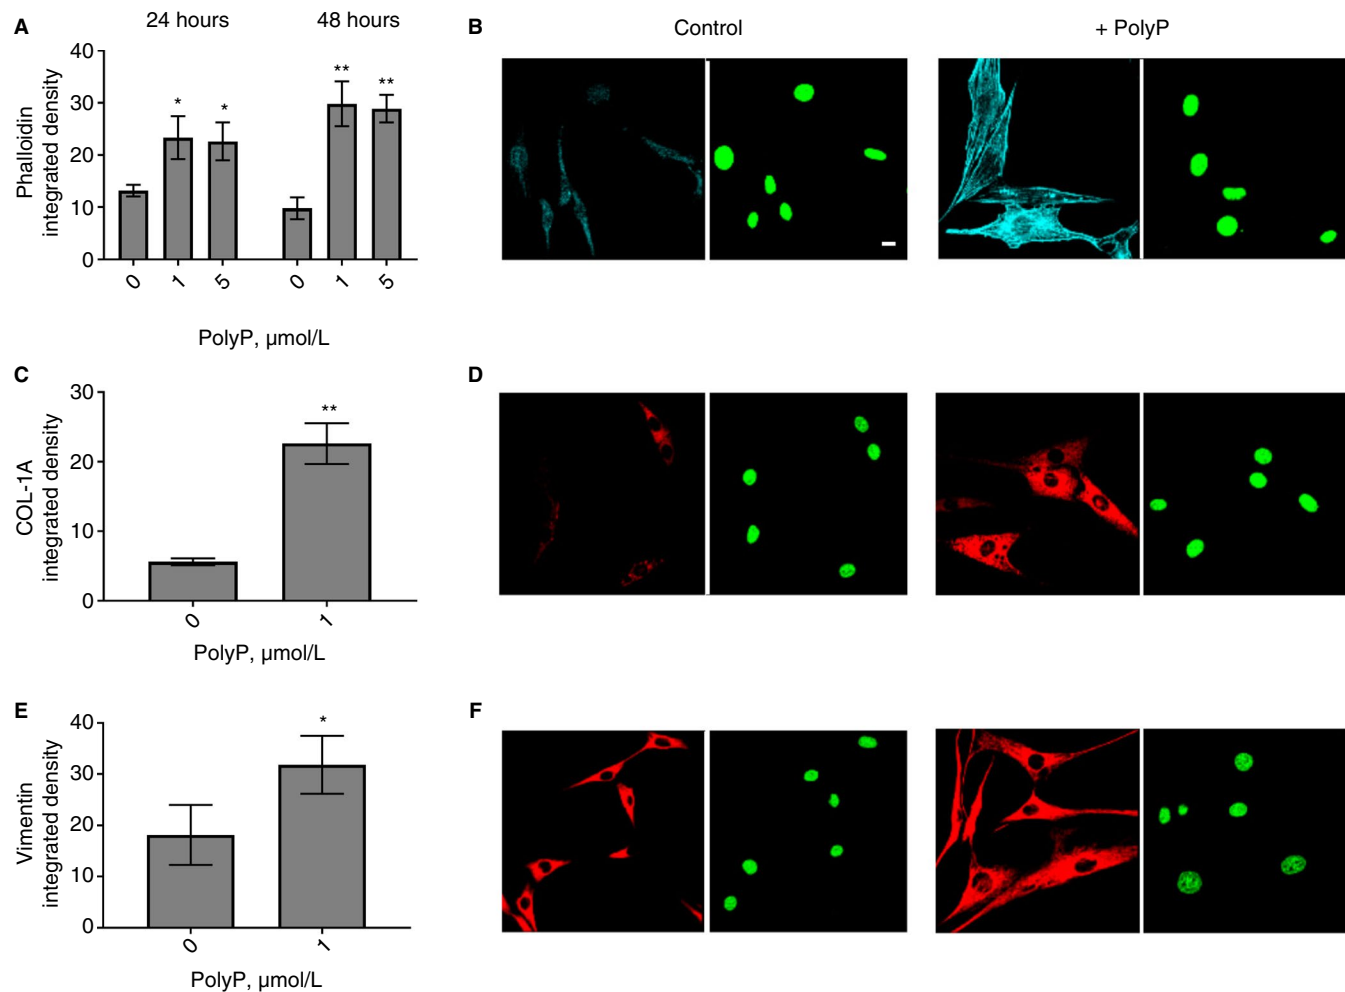 A
24 hours
48 hours
Phalloidin
integrated density
40
30
20
10
0
*
*
**
**
0
1
5
0
1
5
PolyP, µmol/L
B
Control
+ PolyP
C
COL-1A
integrated density
30
20
10
0
**
0
1
PolyP, µmol/L
D
E
Vimentin
integrated density
40
30
20
10
0
*
0
1
PolyP, µmol/L
F